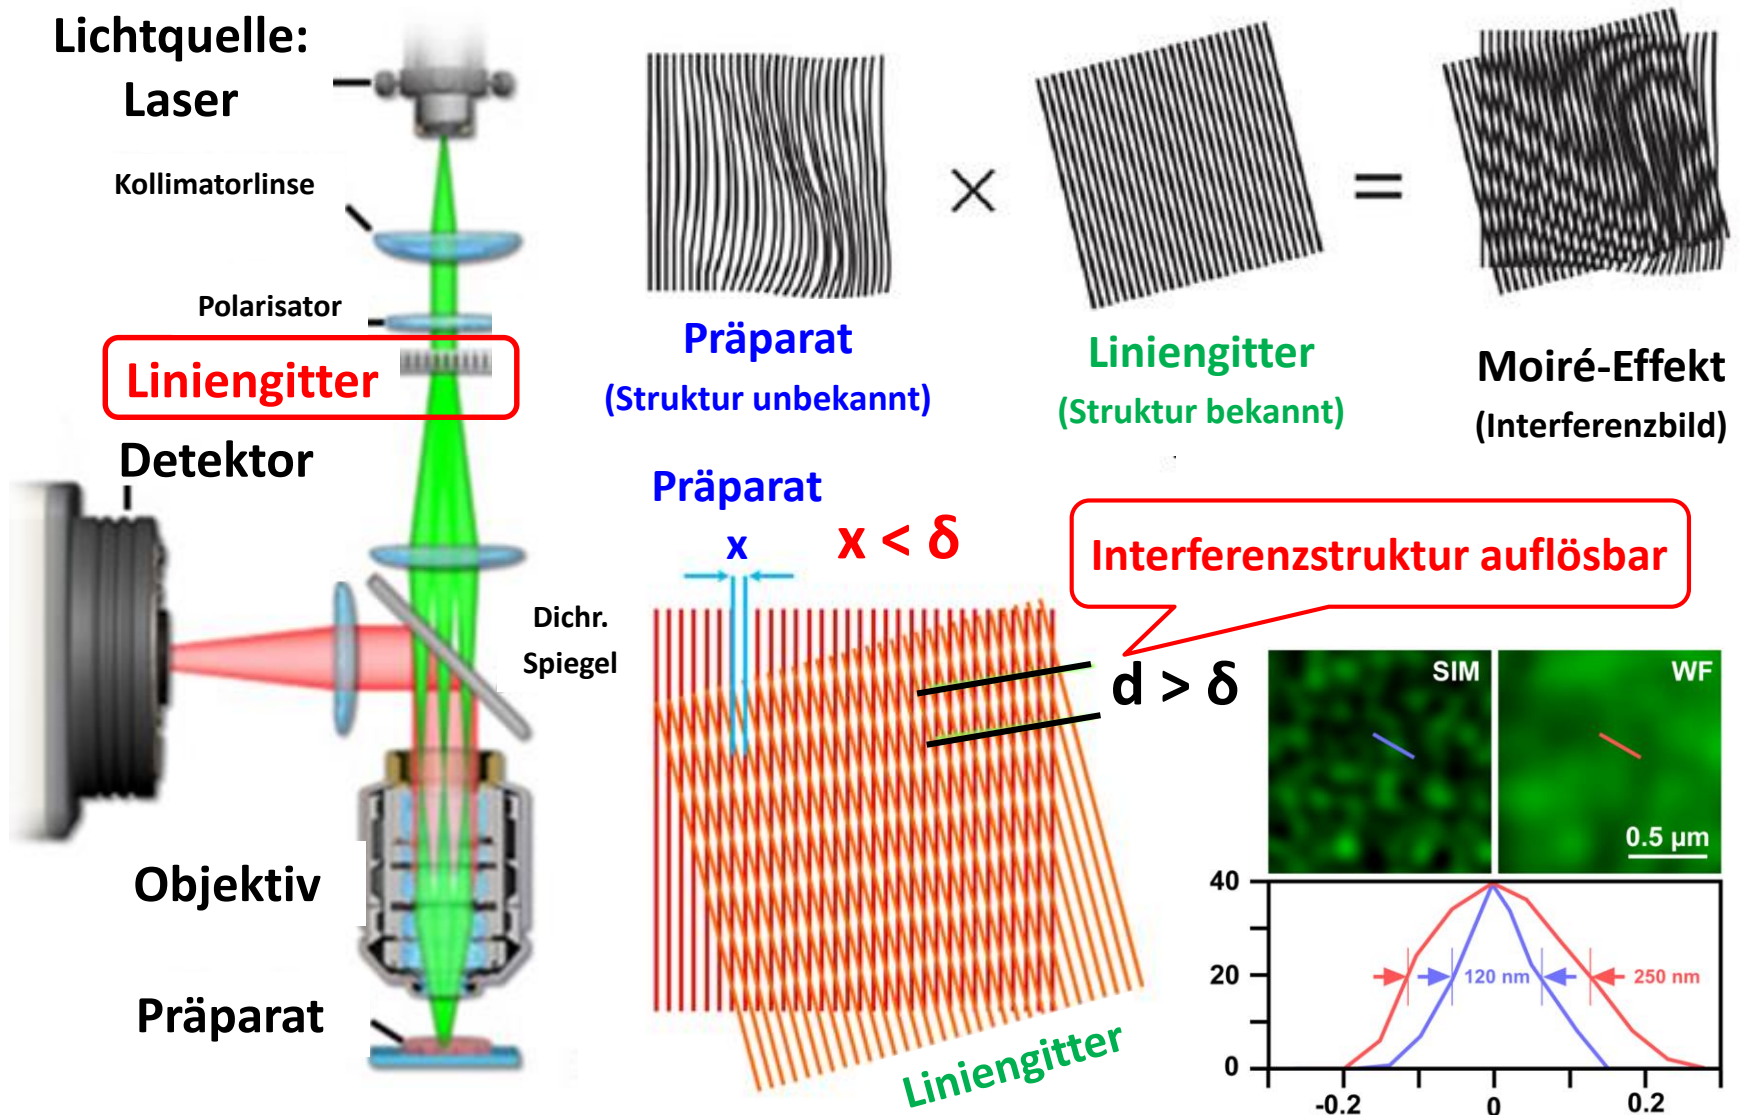 Lichtquelle:
Laser
Kollimatorlinse
Polarisator
Liniengitter
Detektor
Dichr.
Spiegel
Objektiv
Präparat
×
=
Präparat
(Struktur unbekannt)
Liniengitter
(Struktur bekannt)
Moiré-Effekt
(Interferenzbild)
Präparat
x
x < δ
Interferenzstruktur auflösbar
d > δ
Liniengitter
SIM
WF
0.5 µm
40
20
0
120 nm
250 nm
-0.2
0
0.2